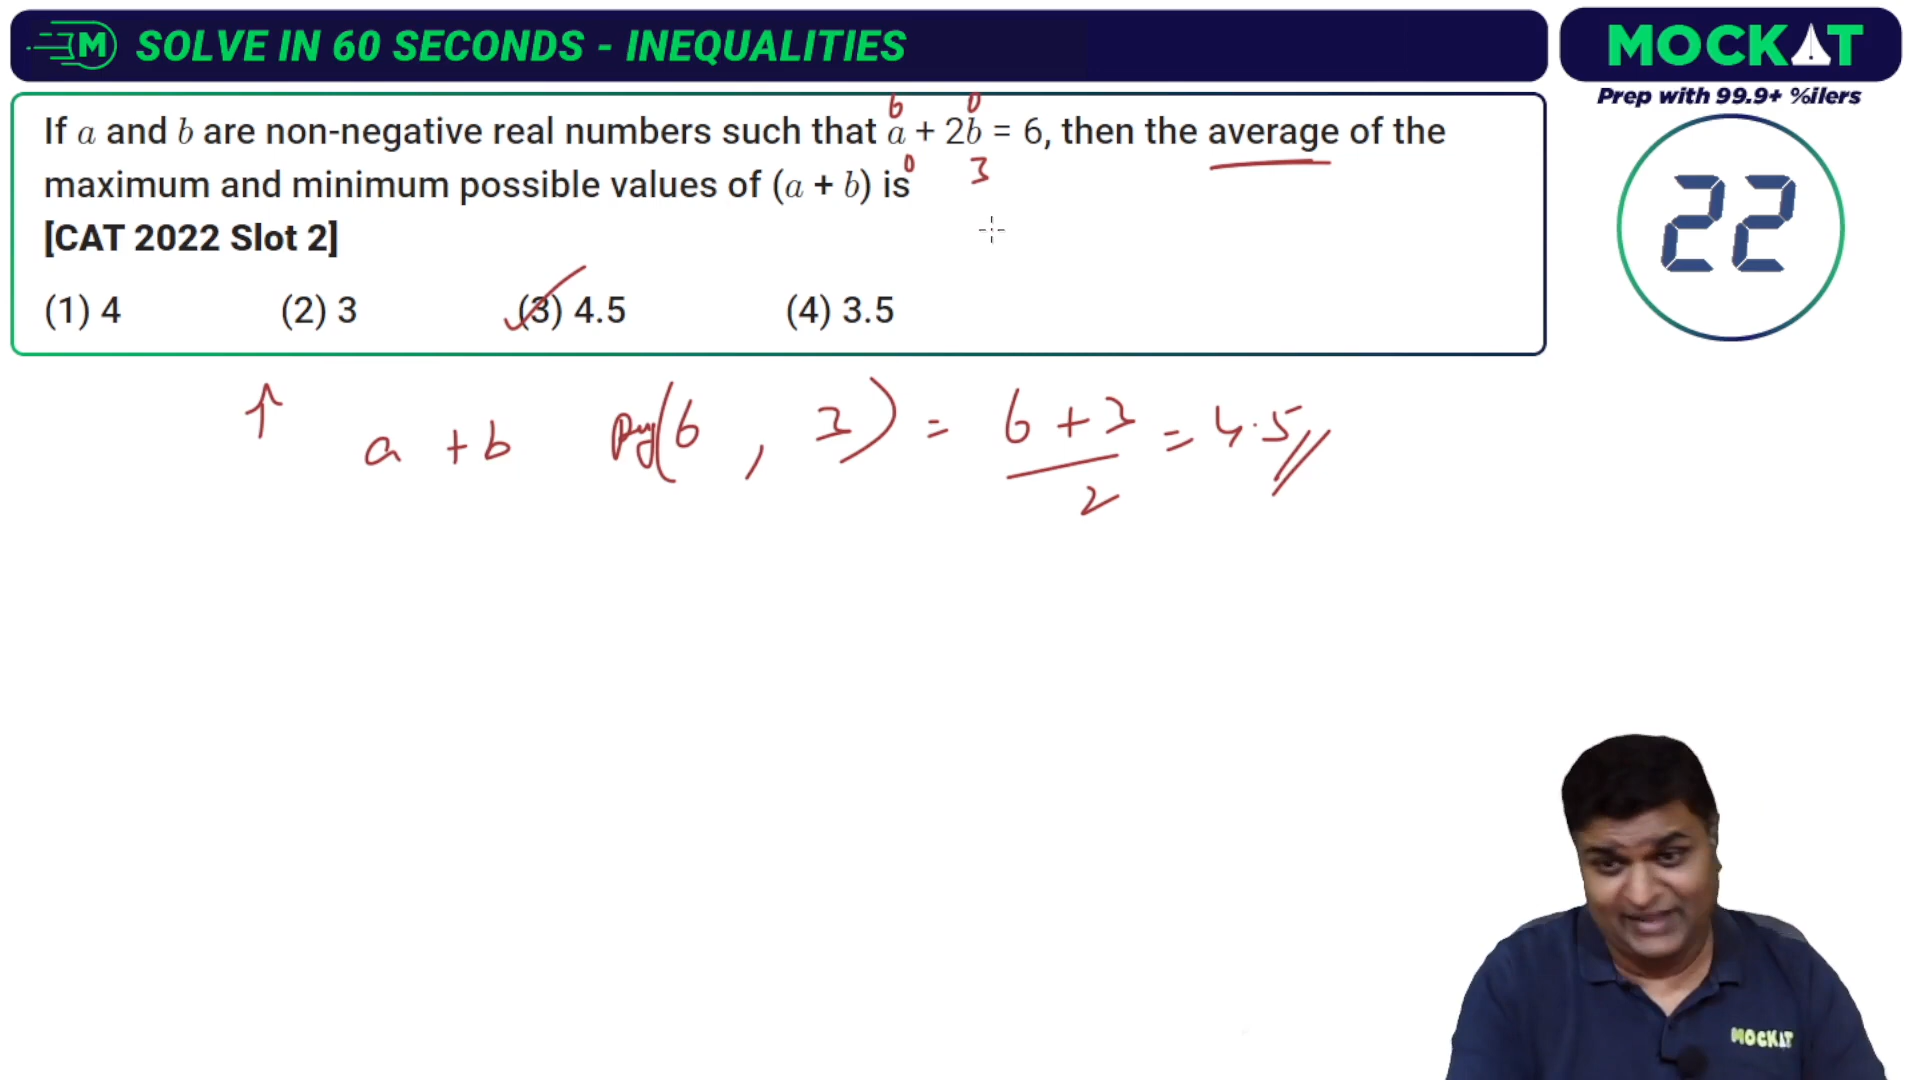 M SOLVE IN 60 SECONDS - INEQUALITIES
MOCKAT
Prep with 99.9+ %ilers
6 0
If a and b are non-negative real numbers such that a + 2b = 6, then the average of the
0 3
maximum and minimum possible values of (a + b) is
[CAT 2022 Slot 2]
22
(1) 4 (2) 3 (3) 4.5 (4) 3.5
↑ a + b (6 , 3) = 6 + 3 / 2 = 4.5
MOCKAT